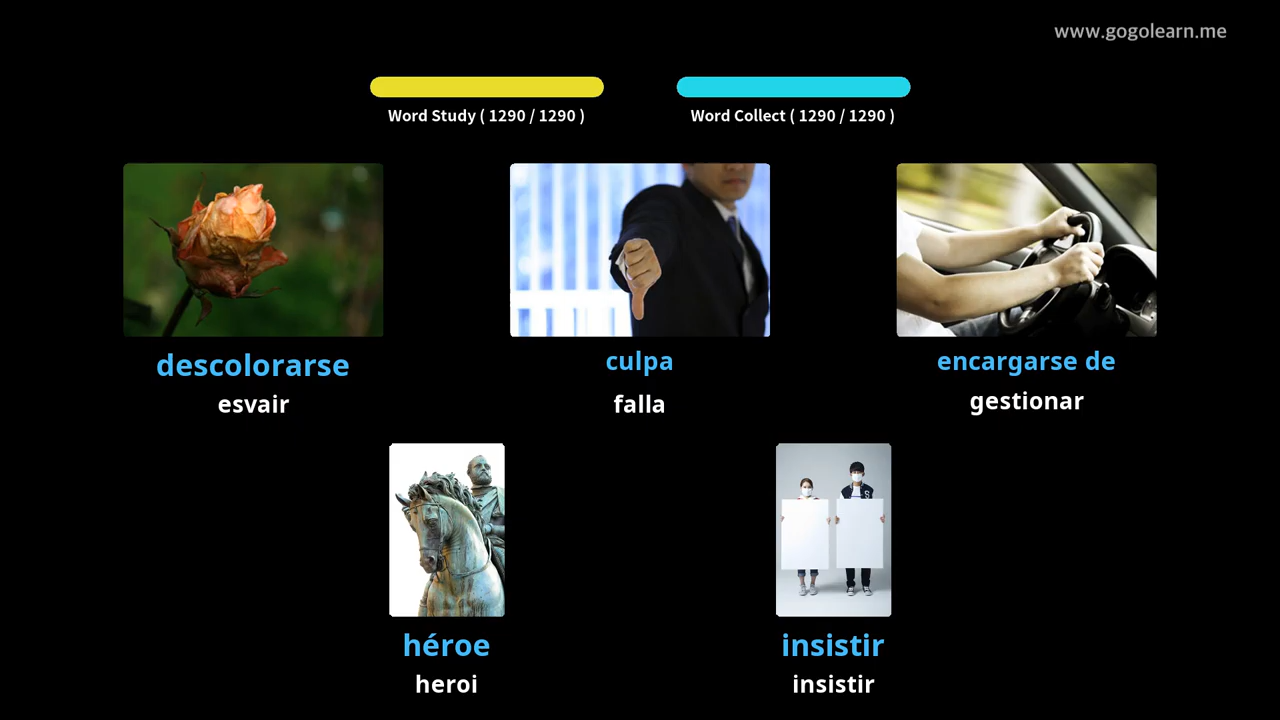 www.gogolearn.me
Word Study ( 1290 / 1290 )
Word Collect ( 1290 / 1290 )
descolorarse
esvair
culpa
falla
encargarse de
gestionar
héroe
heroi
insistir
insistir